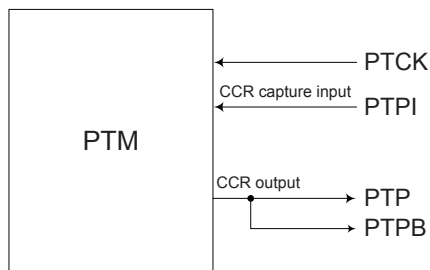 PTCK
CCR capture input
PTPI
PTM
CCR output
PTP
PTPB